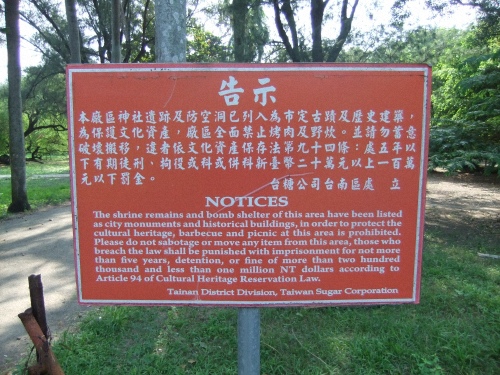 告示
本廠區神社遺跡及防空洞已列入為市定古蹟及歷史建築，
為保護文化資產，廠區全面禁止烤肉及野炊。並請勿蓄意
破壞搬移，違者依文化資產保存法第九十四條：處五年以
下有期徒刑、拘役或科或併科新臺幣二十萬元以上一百萬
元以下罰金。
台糖公司台南區處 立
NOTICES
The shrine remains and bomb shelter of this area have been listed
as city monuments and historical buildings, in order to protect the
cultural heritage, barbecue and picnic at this area is prohibited.
Please do not sabotage or move any item from this area, those who
breach the law shall be punished with imprisonment for not more
than five years, detention, or fine of more than two hundred
thousand and less than one million NT dollars according to
Article 94 of Cultural Heritage Reservation Law.
Tainan District Division, Taiwan Sugar Corporation